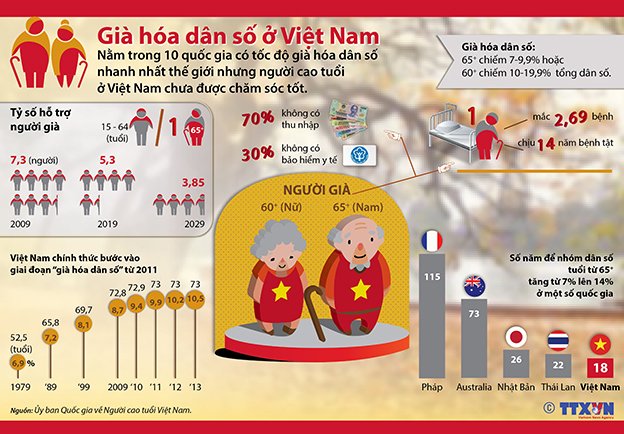 Già hóa dân số ở Việt Nam
Nằm trong 10 quốc gia có tốc độ già hóa dân số
nhanh nhất thế giới nhưng người cao tuổi
ở Việt Nam chưa được chăm sóc tốt.
Già hóa dân số:
65⁺ chiếm 7-9,9% hoặc
60⁺ chiếm 10-19,9% tổng dân số.
Tỷ số hỗ trợ
người già
15 - 64
(tuổi)
/ 1
65⁺
7,3 (người)
5,3
3,85
2009
2019
2029
70% không có
thu nhập
30% không có
bảo hiểm y tế
1
mắc 2,69 bệnh
chịu 14 năm bệnh tật
NGƯỜI GIÀ
60⁺ (Nữ)
65⁺ (Nam)
Việt Nam chính thức bước vào
giai đoạn “già hóa dân số” từ 2011
52,5
(tuổi)
65,8
69,7
72,8
72,9
73
73
73
6,9 %
7,2
8,1
8,7
9,4
9,9
10,2
10,5
1979
'89
'99
2009
'10
'11
'12
'13
Số năm để nhóm dân số
tuổi từ 65⁺
tăng từ 7% lên 14%
ở một số quốc gia
115
73
26
22
18
Pháp
Australia
Nhật Bản
Thái Lan
Việt Nam
Nguồn: Ủy ban Quốc gia về Người cao tuổi Việt Nam.
© TTXVN
Vietnam News Agency